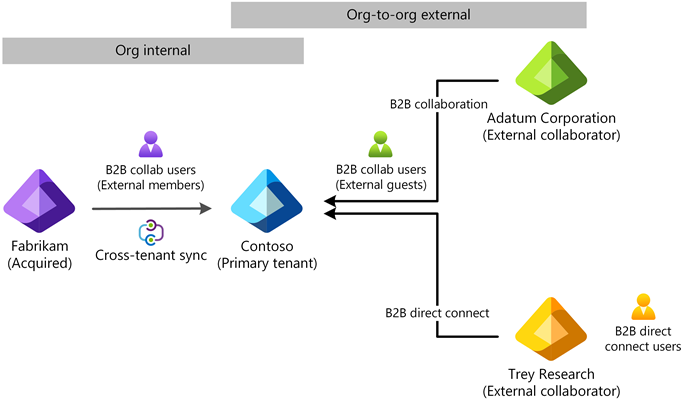 Org-to-org external
Org internal
B2B collaboration
Adatum Corporation
(External collaborator)
B2B collab users
(External members)
B2B collab users
(External guests)
Fabrikam
(Acquired)
Cross-tenant sync
Contoso
(Primary tenant)
B2B direct connect
B2B direct
connect users
Trey Research
(External collaborator)